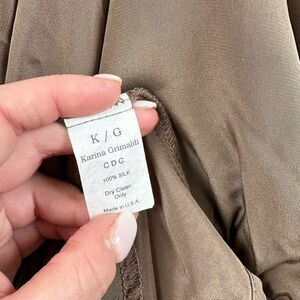 K / G
Karina Grimaldi
CDC
100% SILK
Dry Clean
Only
Made in U.S.A.